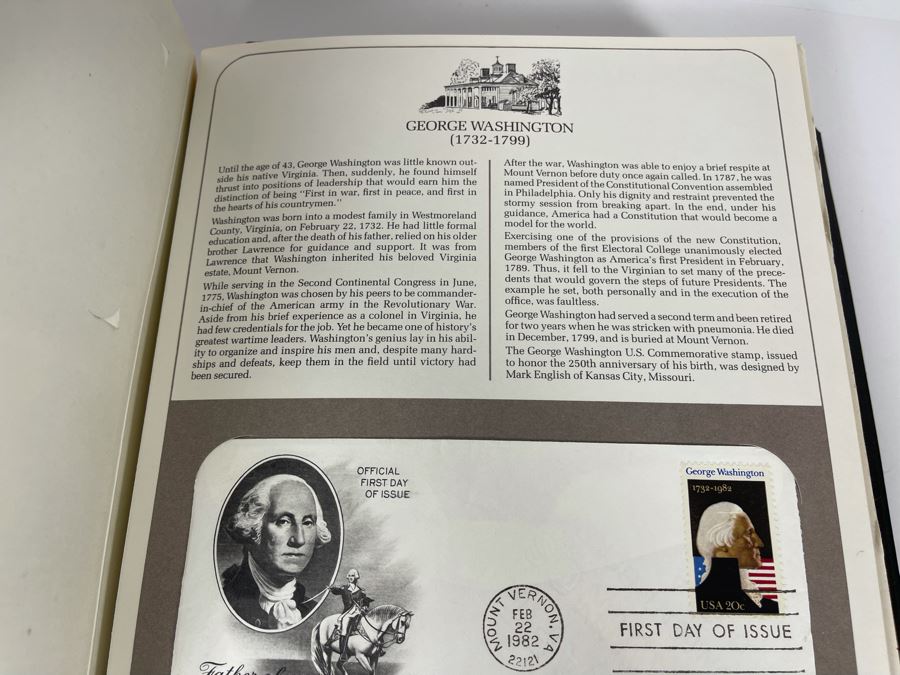 GEORGE WASHINGTON
(1732-1799)
Until the age of 43, George Washington was little known out-
side his native Virginia. Then, suddenly, he found himself
thrust into positions of leadership that would earn him the
distinction of being "First in war, first in peace, and first in
the hearts of his countrymen."
Washington was born into a modest family in Westmoreland
County, Virginia, on February 22, 1732. He had little formal
education and, after the death of his father, relied on his older
brother Lawrence for guidance and support. It was from
Lawrence that Washington inherited his beloved Virginia
estate, Mount Vernon.
While serving in the Second Continental Congress in June,
1775, Washington was chosen by his peers to be commander-
in-chief of the American army in the Revolutionary War.
Aside from his brief experience as a colonel in Virginia, he
had few credentials for the job. Yet he became one of history's
greatest wartime leaders. Washington's genius lay in his abil-
ity to organize and inspire his men and, despite many hard-
ships and defeats, keep them in the field until victory had
been secured.
After the war, Washington was able to enjoy a brief respite at
Mount Vernon before duty once again called. In 1787, he was
named President of the Constitutional Convention assembled
in Philadelphia. Only his dignity and restraint prevented the
stormy session from breaking apart. In the end, under his
guidance, America had a Constitution that would become a
model for the world.
Exercising one of the provisions of the new Constitution,
members of the first Electoral College unanimously elected
George Washington as America's first President in February,
1789. Thus, it fell to the Virginian to set many of the prece-
dents that would govern the steps of future Presidents. The
example he set, both personally and in the execution of the
office, was faultless.
George Washington had served a second term and been retired
for two years when he was stricken with pneumonia. He died
in December, 1799, and is buried at Mount Vernon.
The George Washington U.S. Commemorative stamp, issued
to honor the 250th anniversary of his birth, was designed by
Mark English of Kansas City, Missouri.
OFFICIAL
FIRST DAY
OF ISSUE
George Washington
1732-1982
USA 20c
MOUNT VERNON, VA
FEB
22
1982
22121
FIRST DAY OF ISSUE
Father of